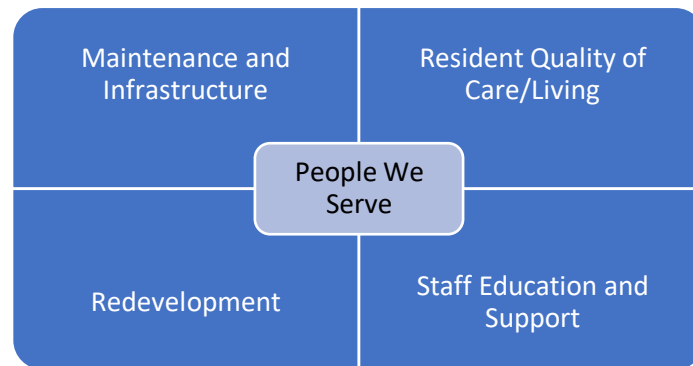 Maintenance and
Infrastructure
Resident Quality of
Care/Living
People We
Serve
Redevelopment
Staff Education and
Support